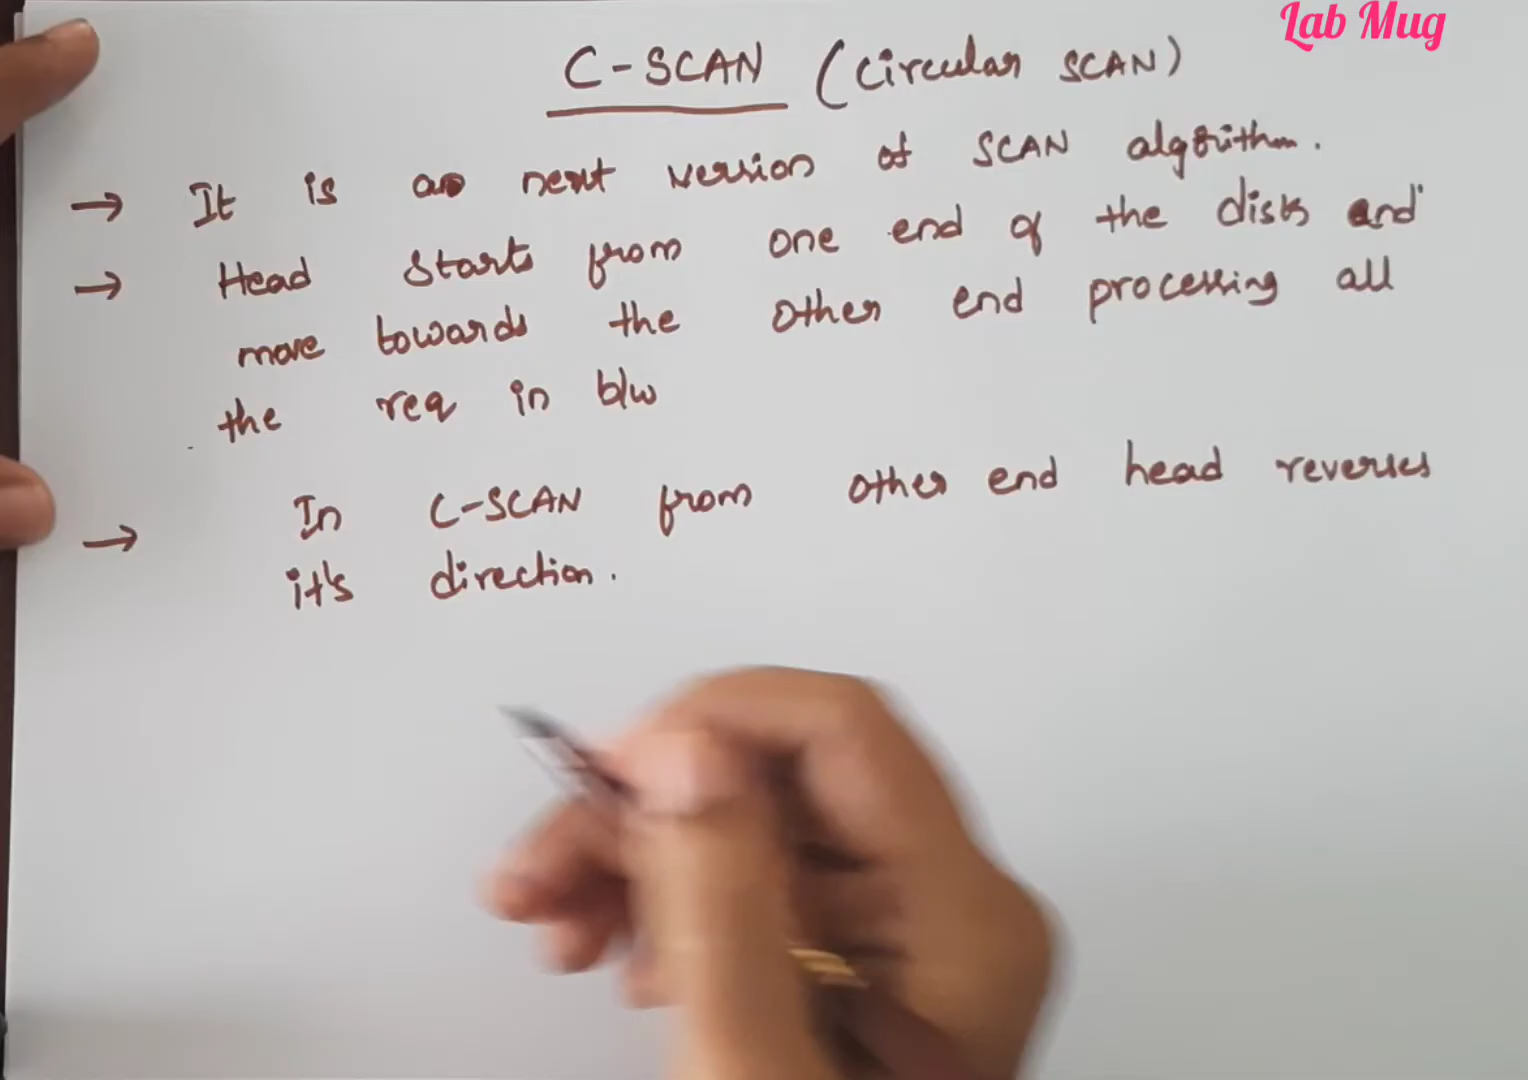 Lab Mug
C-SCAN (Circular SCAN)
→ It is a next version of SCAN algorithm.
→ Head starts from one end of the disk and
move towards the other end processing all
the req in b/w
→ In C-SCAN from other end head reverses
it's direction.